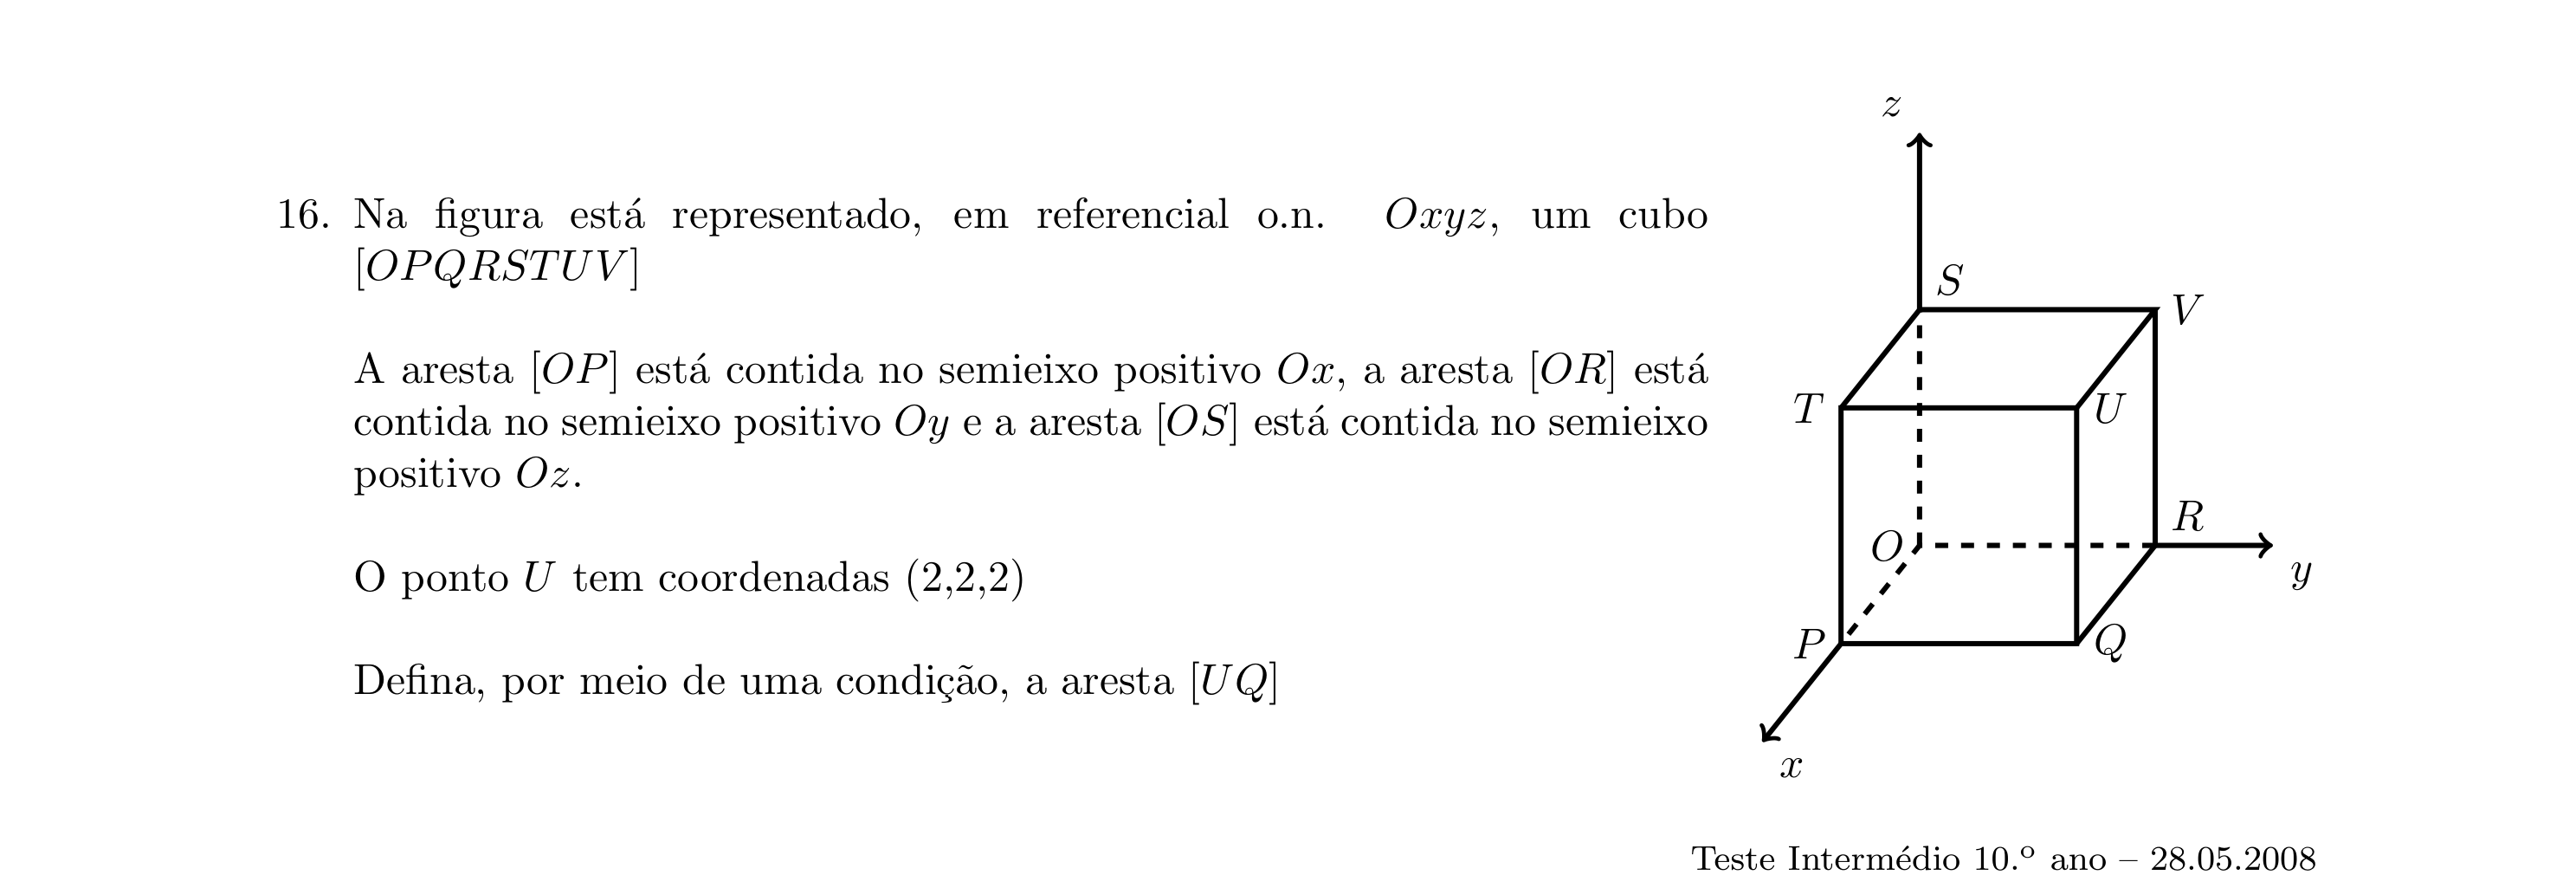 16. Na figura está representado, em referencial o.n. Oxyz, um cubo
[OPQRSTUV]
A aresta [OP] está contida no semieixo positivo Ox, a aresta [OR] está
contida no semieixo positivo Oy e a aresta [OS] está contida no semieixo
positivo Oz.
O ponto U tem coordenadas (2,2,2)
Defina, por meio de uma condição, a aresta [UQ]
z
S
V
T
U
R
O
y
P
Q
x
Teste Intermédio 10.º ano – 28.05.2008